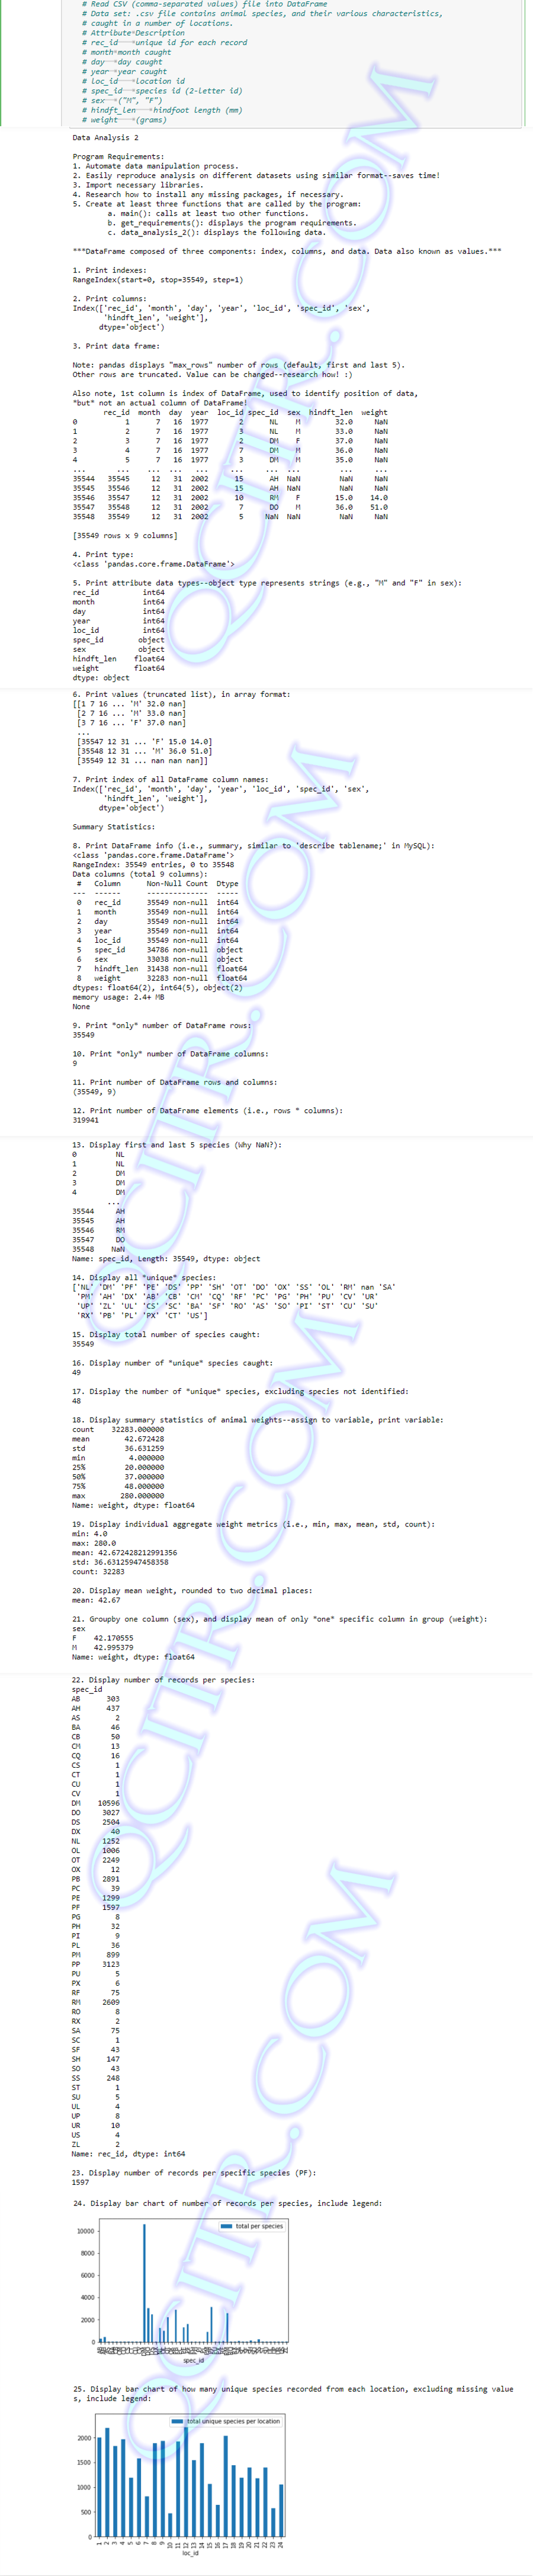 # Read CSV (comma-separated values) file into DataFrame
# Data set: .csv file contains animal species, and their various characteristics,
# caught in a number of locations.
# Attribute→Description
# rec_id→unique id for each record
# month→month caught
# day→day caught
# year→year caught
# loc_id→location id
# spec_id→species id (2-letter id)
# sex→("M", "F")
# hindft_len→hindfoot length (mm)
# weight→(grams)
Data Analysis 2
Program Requirements:
1. Automate data manipulation process.
2. Easily reproduce analysis on different datasets using similar format--saves time!
3. Import necessary libraries.
4. Research how to install any missing packages, if necessary.
5. Create at least three functions that are called by the program:
a. main(): calls at least two other functions.
b. get_requirements(): displays the program requirements.
c. data_analysis_2(): displays the following data.
***DataFrame composed of three components: index, columns, and data. Data also known as values.***
1. Print indexes:
RangeIndex(start=0, stop=35549, step=1)
2. Print columns:
Index(['rec_id', 'month', 'day', 'year', 'loc_id', 'spec_id', 'sex',
'hindft_len', 'weight'],
dtype='object')
3. Print data frame:
Note: pandas displays "max_rows" number of rows (default, first and last 5).
Other rows are truncated. Value can be changed--research how! :)
Also note, 1st column is index of DataFrame, used to identify position of data,
*but* not an actual column of DataFrame!
rec_id month day year loc_id spec_id sex hindft_len weight
0 1 7 16 1977 2 NL M 32.0 NaN
1 2 7 16 1977 3 NL M 33.0 NaN
2 3 7 16 1977 2 DM F 37.0 NaN
3 4 7 16 1977 7 DM M 36.0 NaN
4 5 7 16 1977 3 DM M 35.0 NaN
... ... ... ... ... ... ... ... ... ...
35544 35545 12 31 2002 15 AH NaN NaN NaN
35545 35546 12 31 2002 15 AH NaN NaN NaN
35546 35547 12 31 2002 10 RM F 15.0 14.0
35547 35548 12 31 2002 7 DO M 36.0 51.0
35548 35549 12 31 2002 5 NaN NaN NaN NaN
[35549 rows x 9 columns]
4. Print type:
<class 'pandas.core.frame.DataFrame'>
5. Print attribute data types--object type represents strings (e.g., "M" and "F" in sex):
rec_id int64
month int64
day int64
year int64
loc_id int64
spec_id object
sex object
hindft_len float64
weight float64
dtype: object
6. Print values (truncated list), in array format:
[[1 7 16 ... 'M' 32.0 nan]
[2 7 16 ... 'M' 33.0 nan]
[3 7 16 ... 'F' 37.0 nan]
...
[35547 12 31 ... 'F' 15.0 14.0]
[35548 12 31 ... 'M' 36.0 51.0]
[35549 12 31 ... nan nan nan]]
7. Print index of all DataFrame column names:
Index(['rec_id', 'month', 'day', 'year', 'loc_id', 'spec_id', 'sex',
'hindft_len', 'weight'],
dtype='object')
Summary Statistics:
8. Print DataFrame info (i.e., summary, similar to 'describe tablename;' in MySQL):
<class 'pandas.core.frame.DataFrame'>
RangeIndex: 35549 entries, 0 to 35548
Data columns (total 9 columns):
# Column Non-Null Count Dtype
--- ------ -------------- -----
0 rec_id 35549 non-null int64
1 month 35549 non-null int64
2 day 35549 non-null int64
3 year 35549 non-null int64
4 loc_id 35549 non-null int64
5 spec_id 34786 non-null object
6 sex 33038 non-null object
7 hindft_len 31438 non-null float64
8 weight 32283 non-null float64
dtypes: float64(2), int64(5), object(2)
memory usage: 2.4+ MB
None
9. Print "only" number of DataFrame rows:
35549
10. Print "only" number of DataFrame columns:
9
11. Print number of DataFrame rows and columns:
(35549, 9)
12. Print number of DataFrame elements (i.e., rows * columns):
319941
13. Display first and last 5 species (Why NaN?):
0 NL
1 NL
2 DM
3 DM
4 DM
...
35544 AH
35545 AH
35546 RM
35547 DO
35548 NaN
Name: spec_id, Length: 35549, dtype: object
14. Display all "unique" species:
['NL' 'DM' 'PF' 'PE' 'DS' 'PP' 'SH' 'OT' 'DO' 'OX' 'SS' 'OL' 'RM' nan 'SA'
'PM' 'AH' 'DX' 'AB' 'CB' 'CM' 'CQ' 'RF' 'PC' 'PG' 'PH' 'PU' 'CV' 'UR'
'UP' 'ZL' 'UL' 'CS' 'SC' 'BA' 'SF' 'RO' 'AS' 'SO' 'PI' 'ST' 'CU' 'SU'
'RX' 'PB' 'PL' 'PX' 'CT' 'US']
15. Display total number of species caught:
35549
16. Display number of "unique" species caught:
49
17. Display the number of "unique" species, excluding species not identified:
48
18. Display summary statistics of animal weights--assign to variable, print variable:
count 32283.000000
mean 42.672428
std 36.631259
min 4.000000
25% 20.000000
50% 37.000000
75% 48.000000
max 280.000000
Name: weight, dtype: float64
19. Display individual aggregate weight metrics (i.e., min, max, mean, std, count):
min: 4.0
max: 280.0
mean: 42.672428212991356
std: 36.63125947458358
count: 32283
20. Display mean weight, rounded to two decimal places:
mean: 42.67
21. Groupby one column (sex), and display mean of only "one" specific column in group (weight):
sex
F 42.170555
M 42.995379
Name: weight, dtype: float64
22. Display number of records per species:
spec_id
AB 303
AH 437
AS 2
BA 46
CB 50
CM 13
CQ 16
CS 1
CT 1
CU 1
CV 1
DM 10596
DO 3027
DS 2504
DX 40
NL 1252
OL 1006
OT 2249
OX 12
PB 2891
PC 39
PE 1299
PF 1597
PG 8
PH 32
PI 9
PL 36
PM 899
PP 3123
PU 5
PX 6
RF 75
RM 2609
RO 8
RX 2
SA 75
SC 1
SF 43
SH 147
SO 43
SS 248
ST 1
SU 5
UL 4
UP 8
UR 10
US 4
ZL 2
Name: rec_id, dtype: int64
23. Display number of records per specific species (PF):
1597
24. Display bar chart of number of records per species, include legend:
total per species
10000
8000
6000
4000
2000
0
spec_id
25. Display bar chart of how many unique species recorded from each location, excluding missing value
s, include legend:
total unique species per location
2000
1500
1000
500
0
1 2 3 4 5 6 7 8 9 10 11 12 13 14 15 16 17 18 19 20 21 22 23 24
loc_id
QCITR.COM
QCITR.COM
QCITR.COM
QCITR.COM